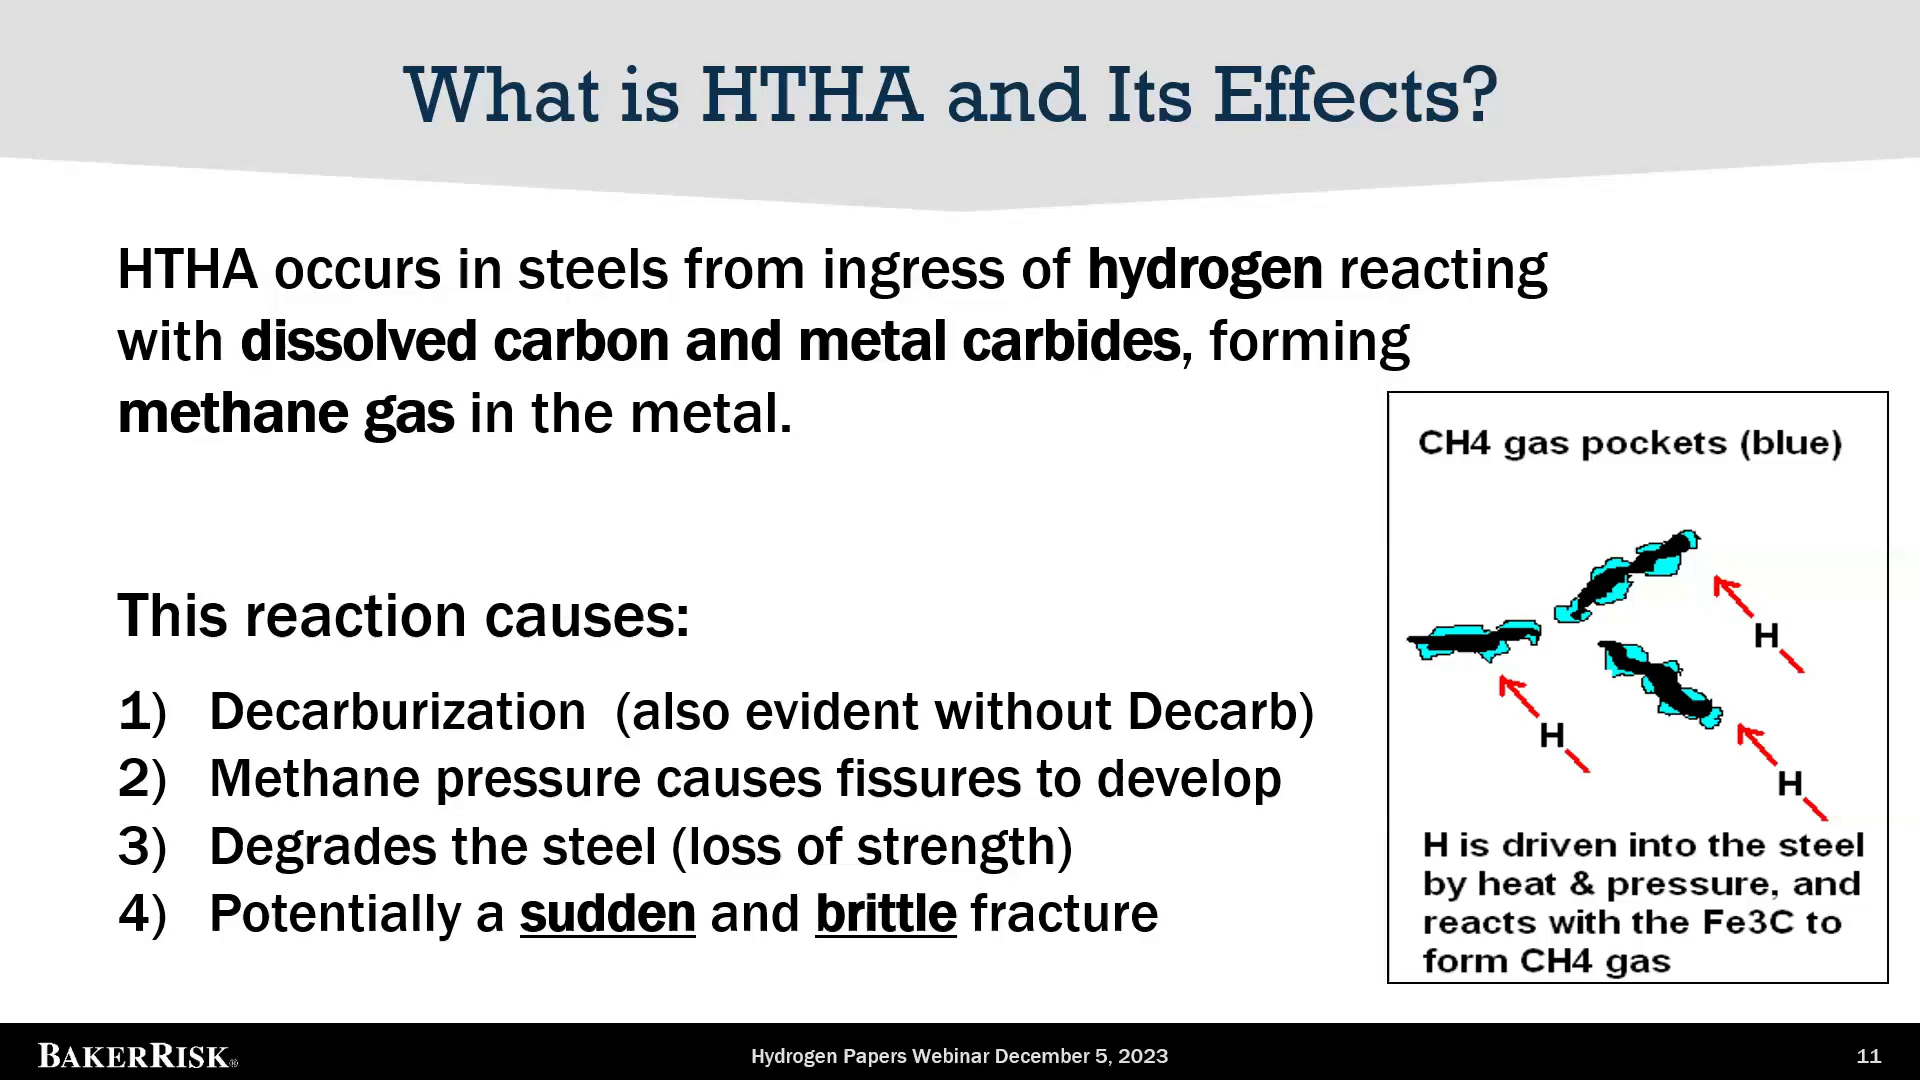 What is HTHA and Its Effects?
HTHA occurs in steels from ingress of hydrogen reacting
with dissolved carbon and metal carbides, forming
methane gas in the metal.
This reaction causes:
1) Decarburization (also evident without Decarb)
2) Methane pressure causes fissures to develop
3) Degrades the steel (loss of strength)
4) Potentially a sudden and brittle fracture
CH4 gas pockets (blue)
H
H
H
H is driven into the steel
by heat & pressure, and
reacts with the Fe3C to
form CH4 gas
BAKERRISK®
Hydrogen Papers Webinar December 5, 2023
11